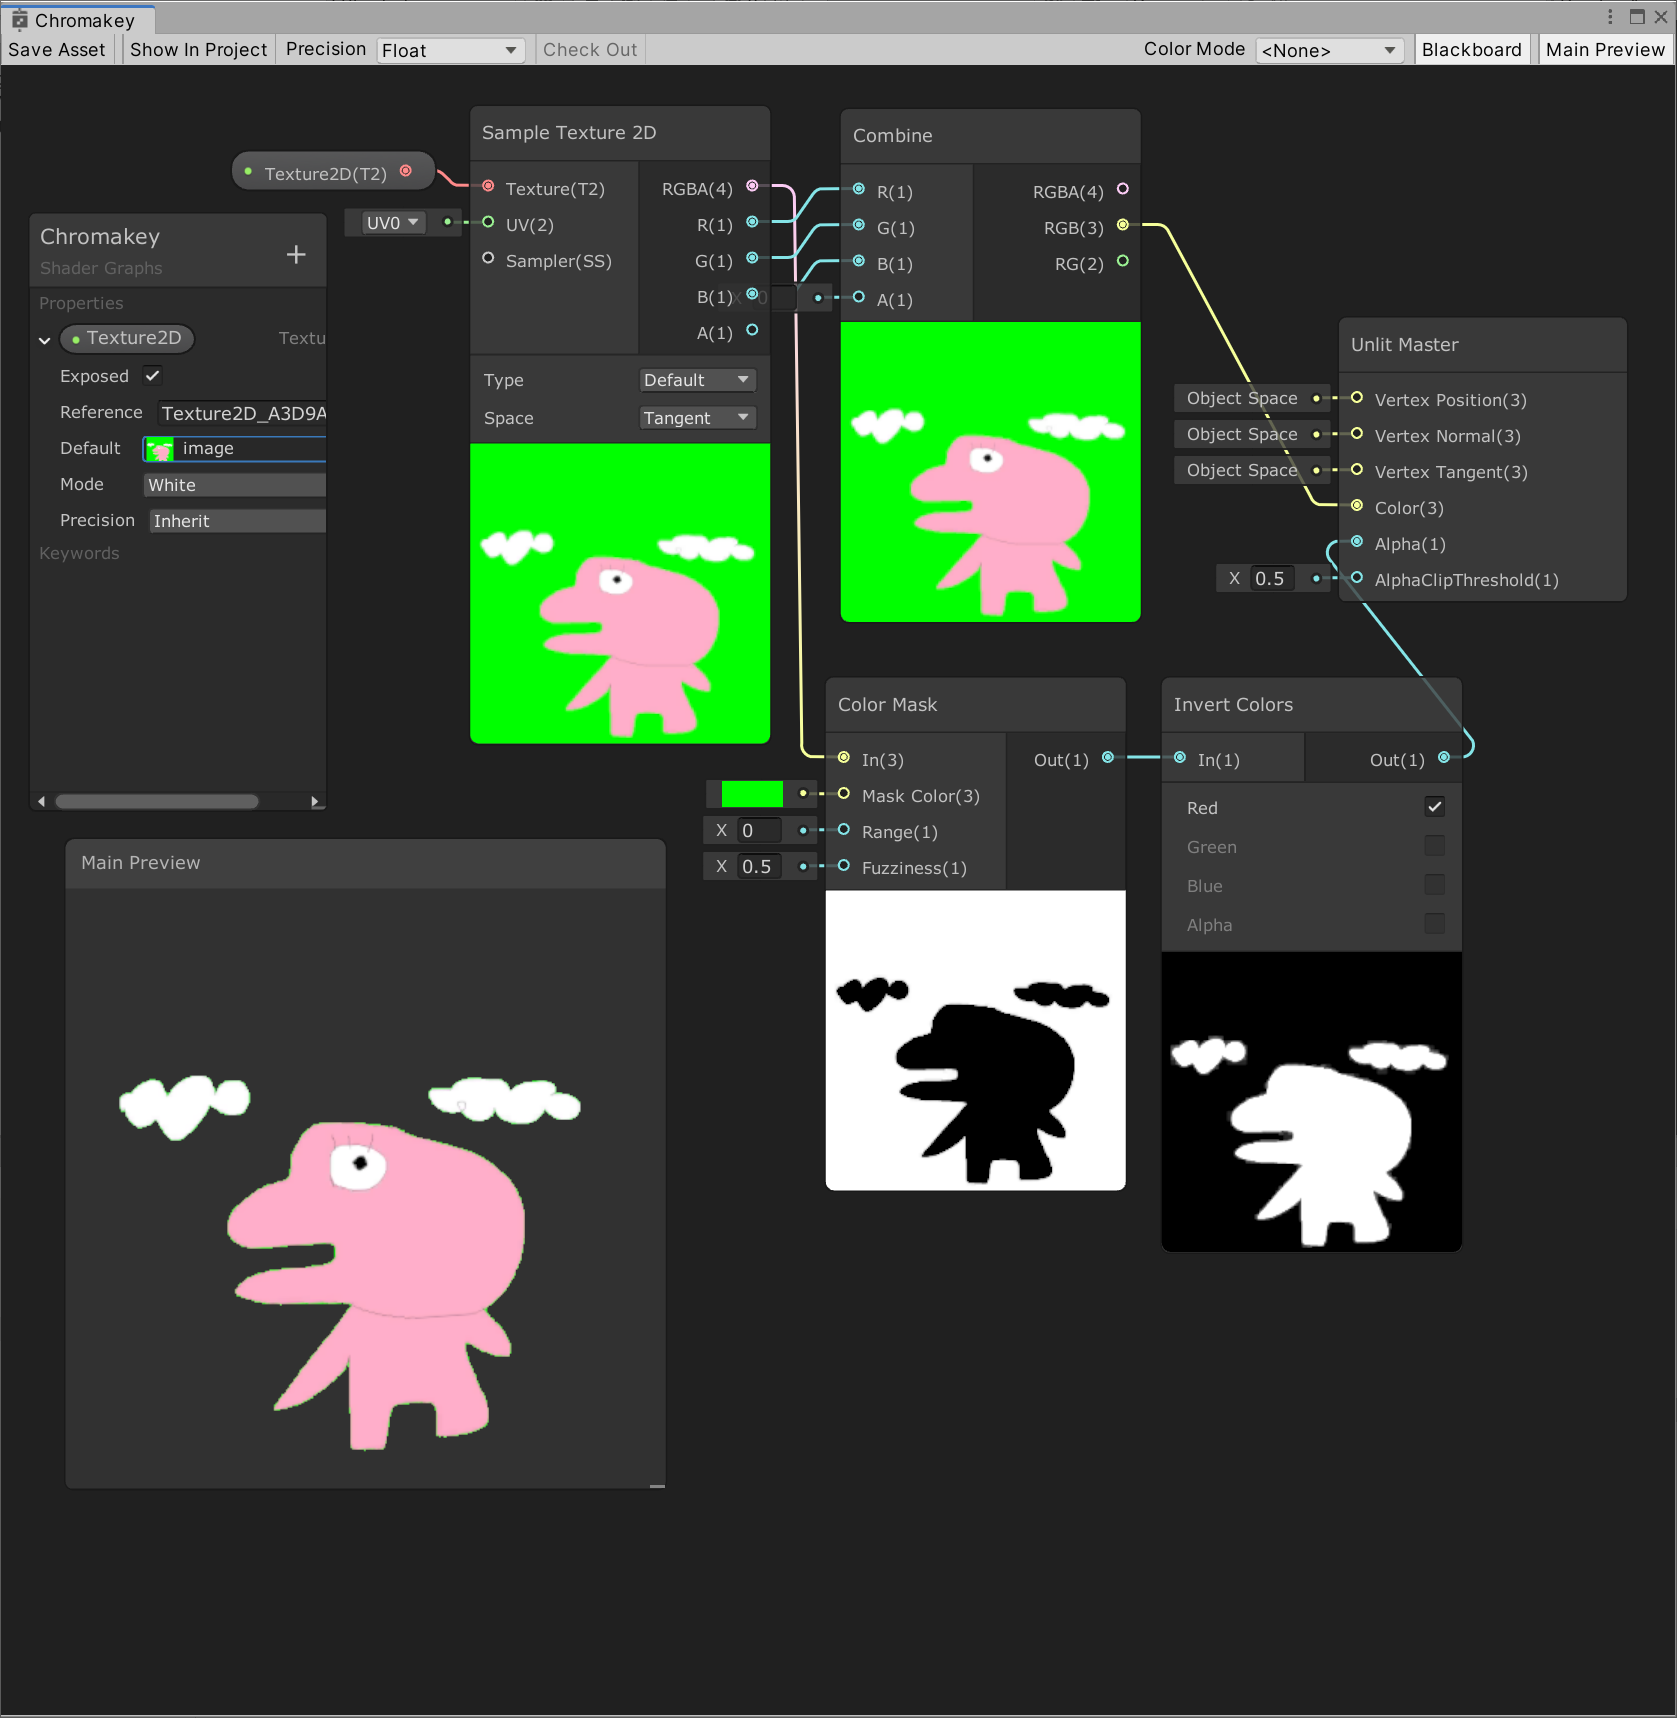 Chromakey
Save Asset
Show In Project
Precision
Float
Check Out
Color Mode
<None>
Blackboard
Main Preview
Texture2D(T2)
UV0
Sample Texture 2D
Texture(T2)
UV(2)
Sampler(SS)
RGBA(4)
R(1)
G(1)
B(1)
A(1)
Type
Default
Space
Tangent
X 0
Combine
R(1)
G(1)
B(1)
A(1)
RGBA(4)
RGB(3)
RG(2)
Chromakey
Shader Graphs
Properties
Texture2D
Textu
Exposed
Reference
Texture2D_A3D9A
Default
image
Mode
White
Precision
Inherit
Keywords
Unlit Master
Object Space
Vertex Position(3)
Object Space
Vertex Normal(3)
Object Space
Vertex Tangent(3)
Color(3)
Alpha(1)
X 0.5
AlphaClipThreshold(1)
Color Mask
In(3)
Out(1)
Mask Color(3)
X 0
Range(1)
X 0.5
Fuzziness(1)
Invert Colors
In(1)
Out(1)
Red
Green
Blue
Alpha
Main Preview